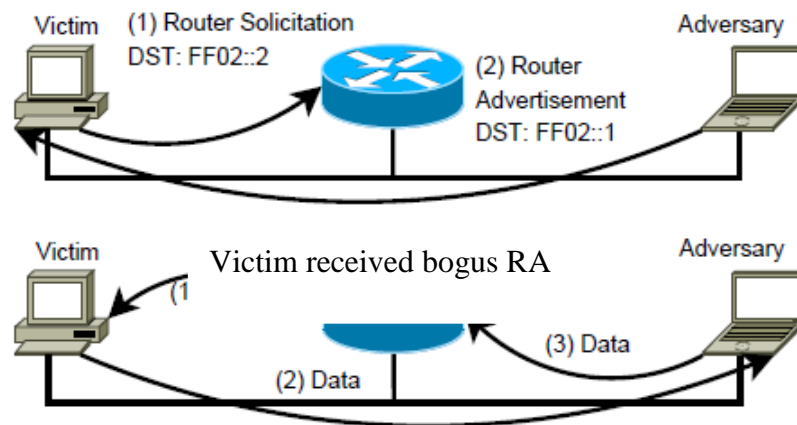 Victim
(1) Router Solicitation
DST: FF02::2
Adversary
(2) Router
Advertisement
DST: FF02::1
Victim
Victim received bogus RA
Adversary
(1
(3) Data
(2) Data